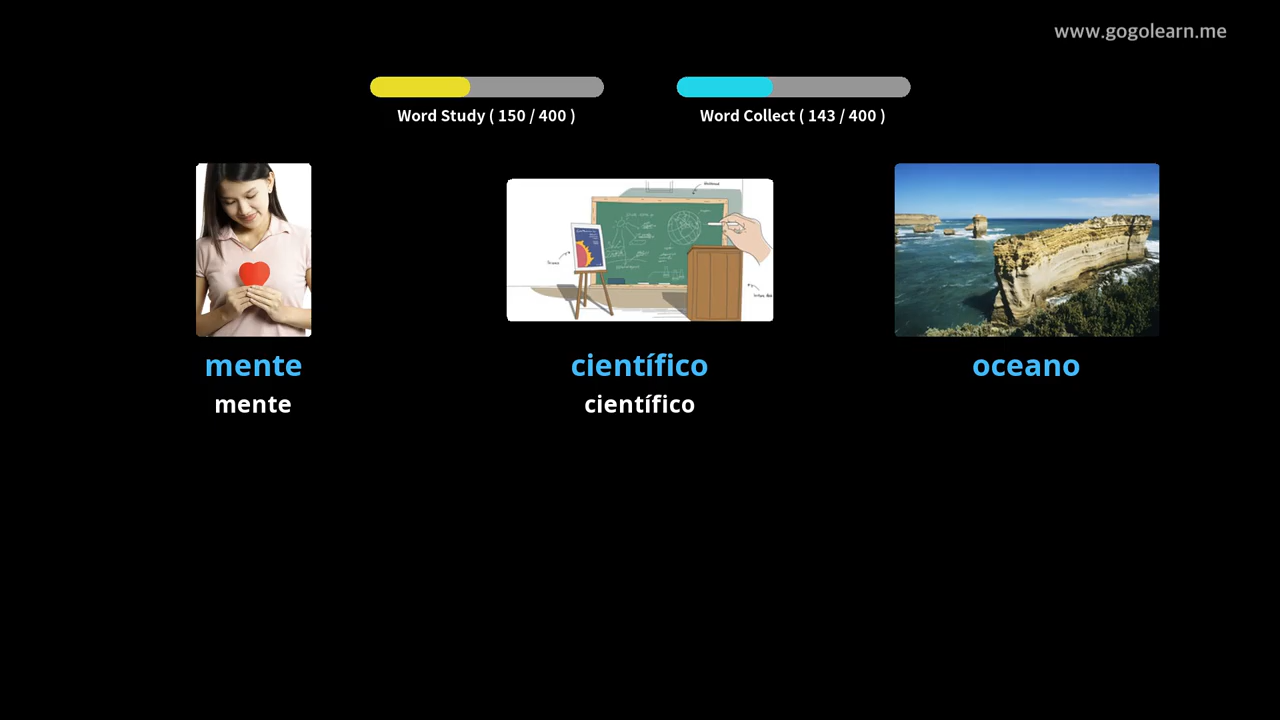 www.gogolearn.me
Word Study ( 150 / 400 )
Word Collect ( 143 / 400 )
mente
científico
oceano
mente
científico